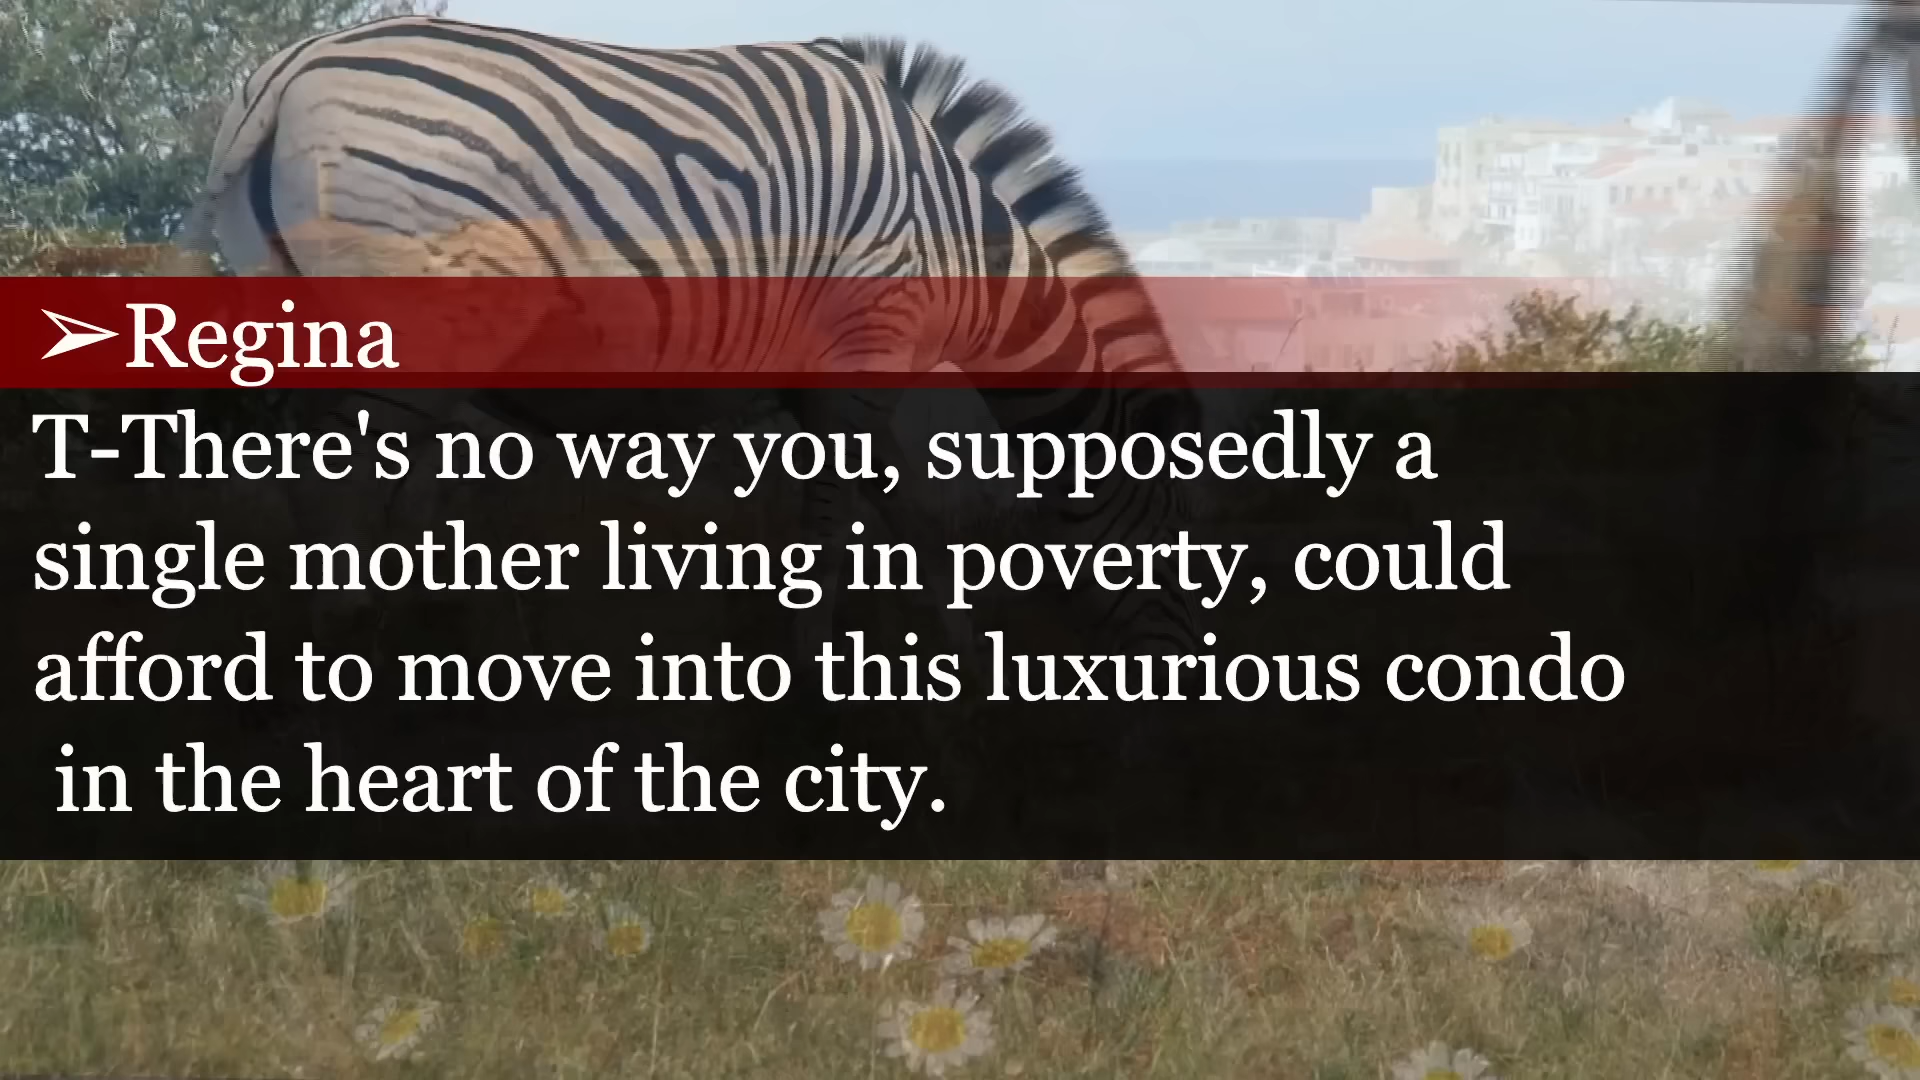 ➢Regina
T-There's no way you, supposedly a
single mother living in poverty, could
afford to move into this luxurious condo
in the heart of the city.